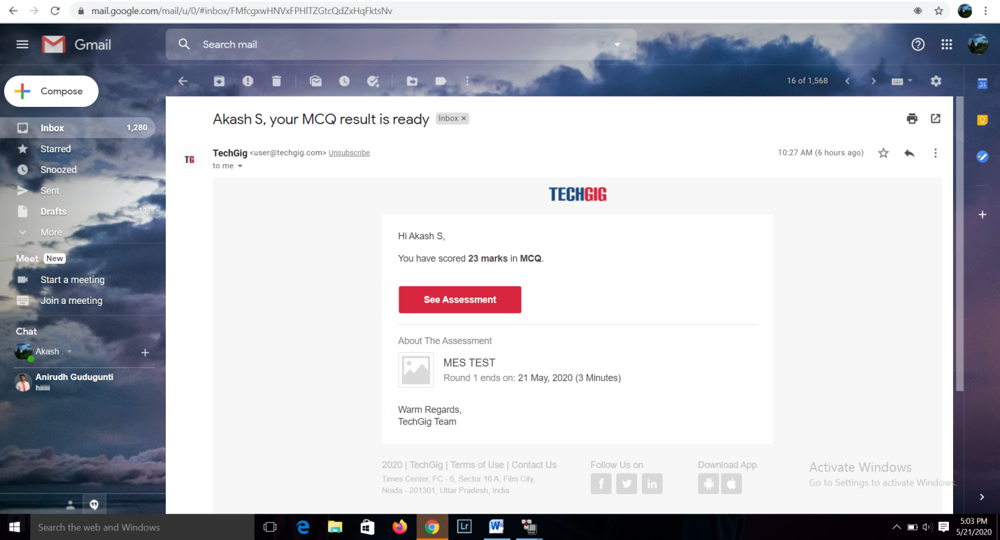 mail.google.com/mail/u/0/#inbox/FMfcgxwHNVxFPHlTZGtcQdZxHqFktsNv
Gmail
Search mail
Compose
16 of 1,568
31
Inbox 1,280
Starred
Snoozed
Sent
Drafts 11
More
Meet New
Start a meeting
Join a meeting
Chat
Akash .
Anirudh Gudugunti
hiiiii
Akash S, your MCQ result is ready Inbox x
TG
TechGig <user@techgig.com> Unsubscribe
10:27 AM (6 hours ago)
to me
TECHGIG
Hi Akash S,
You have scored 23 marks in MCQ.
See Assessment
About The Assessment
MES TEST
Round 1 ends on: 21 May, 2020 (3 Minutes)
Warm Regards,
TechGig Team
2020 | TechGig | Terms of Use | Contact Us
Times Center, FC - 6, Sector 16 A, Film City,
Noida - 201301, Uttar Pradesh, India
Follow Us on
f in
Download App
Activate Windows
Go to Settings to activate Windows.
Search the web and Windows
e
Lr
W
5:03 PM
5/21/2020